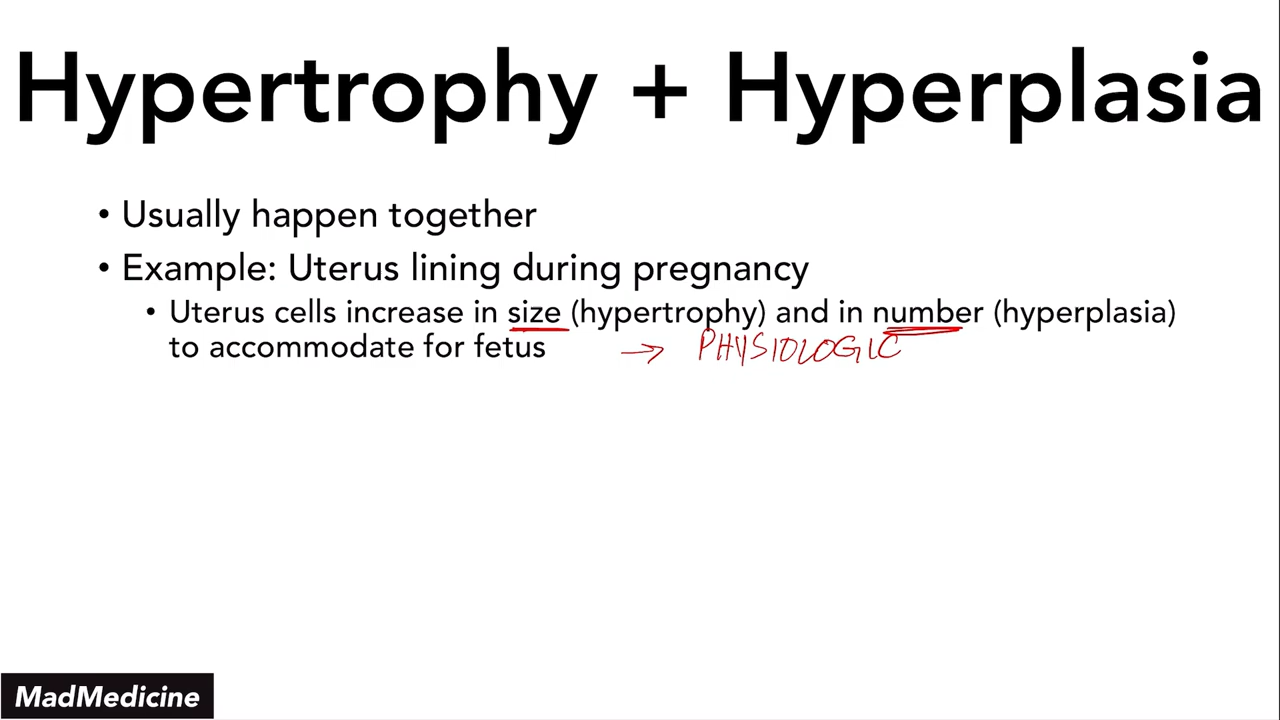 Hypertrophy + Hyperplasia
• Usually happen together
• Example: Uterus lining during pregnancy
• Uterus cells increase in size (hypertrophy) and in number (hyperplasia)
to accommodate for fetus → PHYSIOLOGIC
MadMedicine